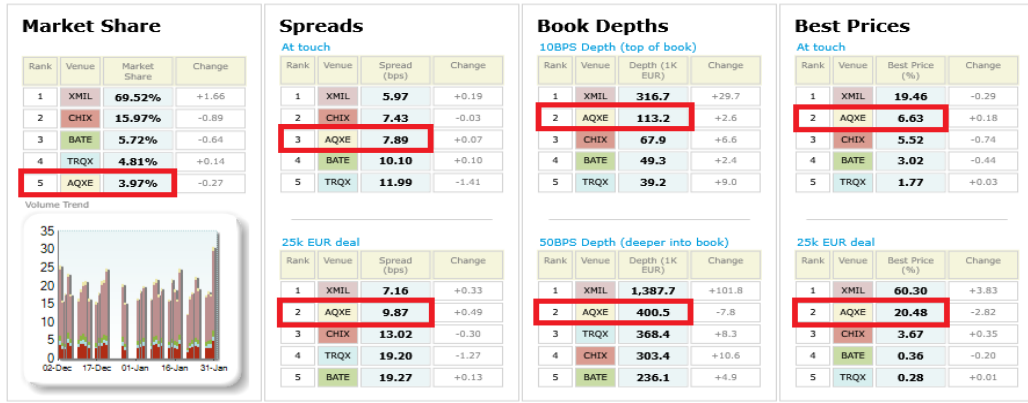 Market Share
Rank Venue Market Share Change
1 XMIL 69.52% +1.66
2 CHIX 15.97% -0.89
3 BATE 5.72% -0.64
4 TRQX 4.81% +0.14
5 AQXE 3.97% -0.27
Volume Trend
35
30
25
20
15
10
5
0
02-Dec 17-Dec 01-Jan 16-Jan 31-Jan
Spreads
At touch
Rank Venue Spread (bps) Change
1 XMIL 5.97 +0.19
2 CHIX 7.43 -0.03
3 AQXE 7.89 +0.07
4 BATE 10.10 +0.10
5 TRQX 11.99 -1.41
25k EUR deal
Rank Venue Spread (bps) Change
1 XMIL 7.16 +0.33
2 AQXE 9.87 +0.49
3 CHIX 13.02 -0.30
4 TRQX 19.20 -1.27
5 BATE 19.27 +0.13
Book Depths
10BPS Depth (top of book)
Rank Venue Depth (1K EUR) Change
1 XMIL 316.7 +29.7
2 AQXE 113.2 +2.6
3 CHIX 67.9 +6.6
4 BATE 49.3 +2.4
5 TRQX 39.2 +9.0
50BPS Depth (deeper into book)
Rank Venue Depth (1K EUR) Change
1 XMIL 1,387.7 +101.8
2 AQXE 400.5 -7.8
3 TRQX 368.4 +8.3
4 CHIX 303.4 +10.6
5 BATE 236.1 +4.9
Best Prices
At touch
Rank Venue Best Price (%) Change
1 XMIL 19.46 -0.29
2 AQXE 6.63 +0.18
3 CHIX 5.52 -0.74
4 BATE 3.02 -0.44
5 TRQX 1.77 +0.03
25k EUR deal
Rank Venue Best Price (%) Change
1 XMIL 60.30 +3.83
2 AQXE 20.48 -2.82
3 CHIX 3.67 +0.35
4 BATE 0.36 -0.20
5 TRQX 0.28 +0.01